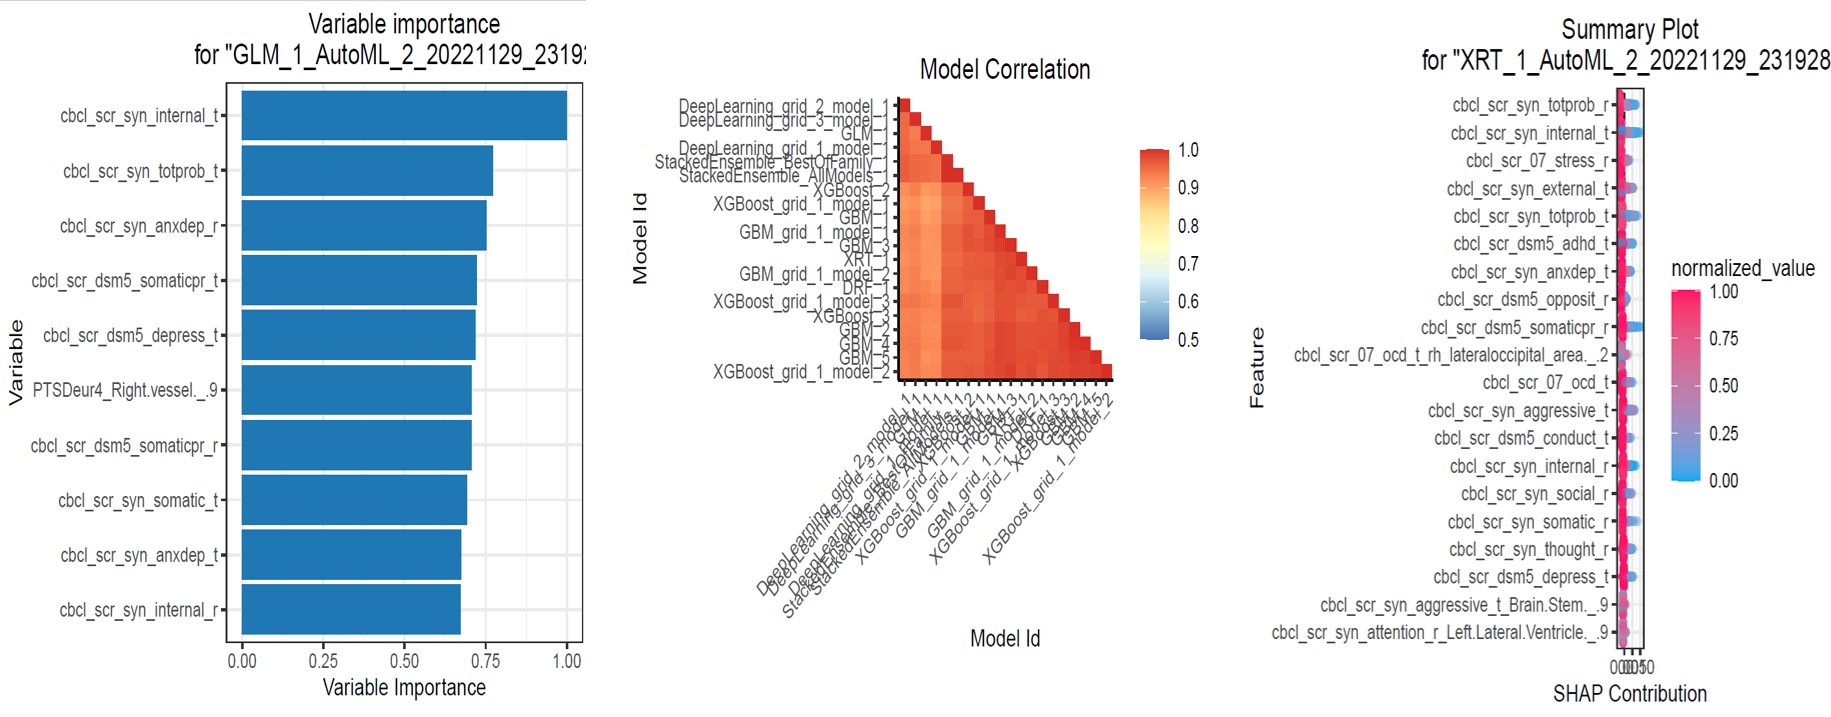 Variable importance
for "GLM_1_AutoML_2_20221129_2319
Variable
cbcl_scr_syn_internal_t
cbcl_scr_syn_totprob_t
cbcl_scr_syn_anxdep_r
cbcl_scr_dsm5_somaticpr_t
cbcl_scr_dsm5_depress_t
PTSDeur4_Right.vessel._.9
cbcl_scr_dsm5_somaticpr_r
cbcl_scr_syn_somatic_t
cbcl_scr_syn_anxdep_t
cbcl_scr_syn_internal_r
0.00 0.25 0.50 0.75 1.00
Variable Importance
Model Correlation
Model Id
DeepLearning_grid_2_model_1
DeepLearning_grid_3_model_1
GLM_1
DeepLearning_grid_1_model_1
StackedEnsemble_BestOfFamily_1
StackedEnsemble_AllModels_1
XGBoost_2
XGBoost_grid_1_model_1
GBM_1
GBM_grid_1_model_1
GBM_3
XRT_1
GBM_grid_1_model_2
DRF_1
XGBoost_grid_1_model_3
XGBoost_3
GBM_2
GBM_4
GBM_5
XGBoost_grid_1_model_2
XGBoost_grid_1_model_2
Model Id
1.0
0.9
0.8
0.7
0.6
0.5
Summary Plot
for "XRT_1_AutoML_2_20221129_231928
Feature
cbcl_scr_syn_totprob_r
cbcl_scr_syn_internal_t
cbcl_scr_07_stress_r
cbcl_scr_syn_external_t
cbcl_scr_syn_totprob_t
cbcl_scr_dsm5_adhd_t
cbcl_scr_syn_anxdep_t
cbcl_scr_dsm5_opposit_r
cbcl_scr_dsm5_somaticpr_r
cbcl_scr_07_ocd_t_rh_lateraloccipital_area._.2
cbcl_scr_07_ocd_t
cbcl_scr_syn_aggressive_t
cbcl_scr_dsm5_conduct_t
cbcl_scr_syn_internal_r
cbcl_scr_syn_social_r
cbcl_scr_syn_somatic_r
cbcl_scr_syn_thought_r
cbcl_scr_dsm5_depress_t
cbcl_scr_syn_aggressive_t_Brain.Stem._.9
cbcl_scr_syn_attention_r_Left.Lateral.Ventricle._.9
SHAP Contribution
normalized_value
1.00
0.75
0.50
0.25
0.00